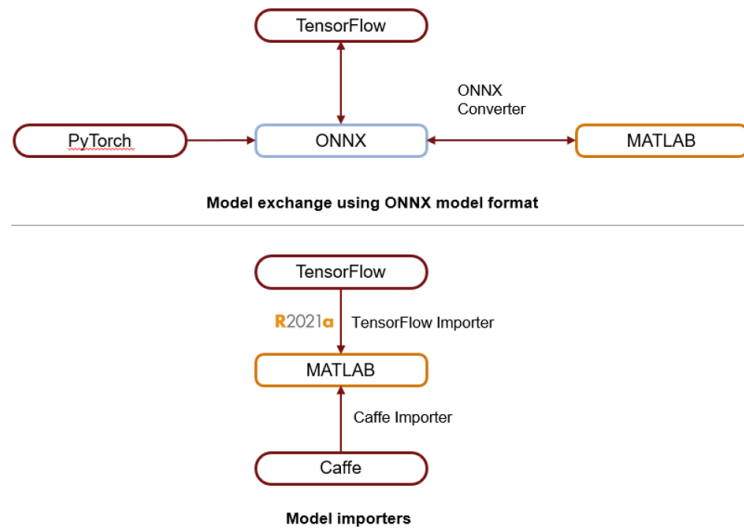 TensorFlow
ONNX
Converter
PyTorch
ONNX
MATLAB
Model exchange using ONNX model format
TensorFlow
R2021a
TensorFlow Importer
MATLAB
Caffe Importer
Caffe
Model importers